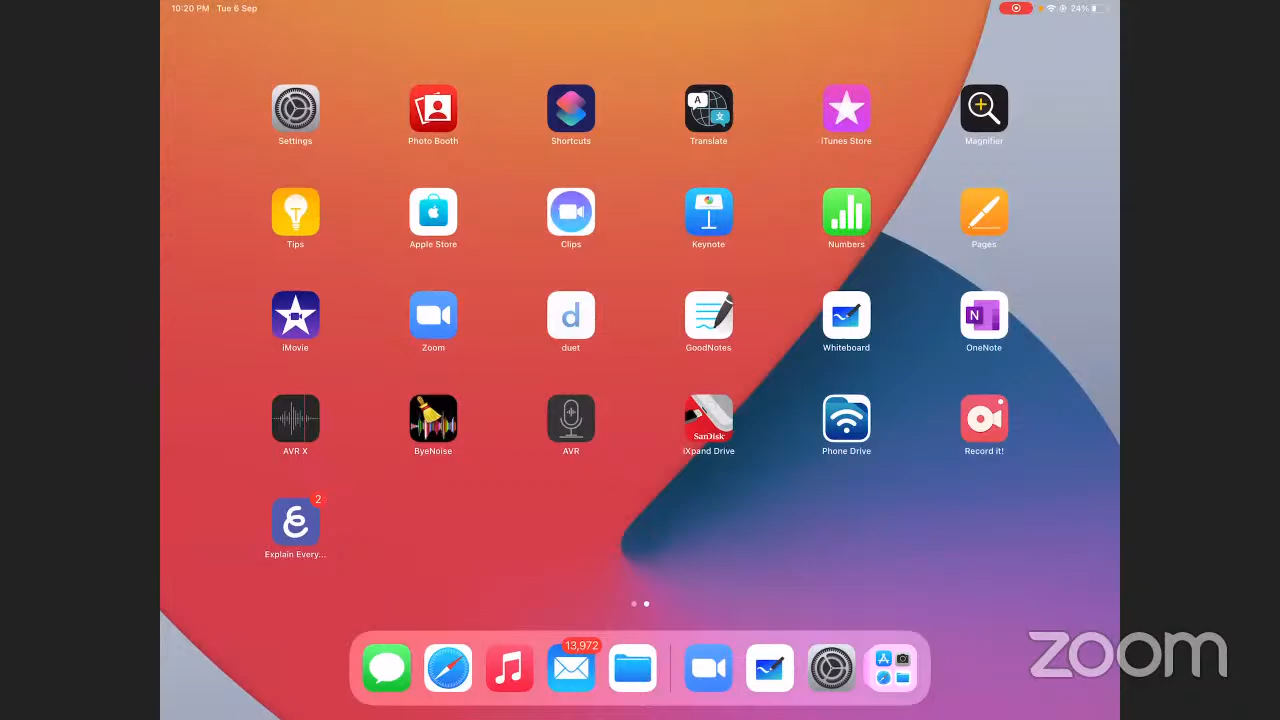 10:20 PM Tue 6 Sep
24%
Settings
Photo Booth
Shortcuts
Translate
iTunes Store
Magnifier
Tips
Apple Store
Clips
Keynote
Numbers
Pages
iMovie
Zoom
d
duet
GoodNotes
Whiteboard
N
OneNote
AVR X
ByeNoise
AVR
SanDisk
iXpand Drive
Phone Drive
Record it!
2
Explain Every...
13,972
zoom